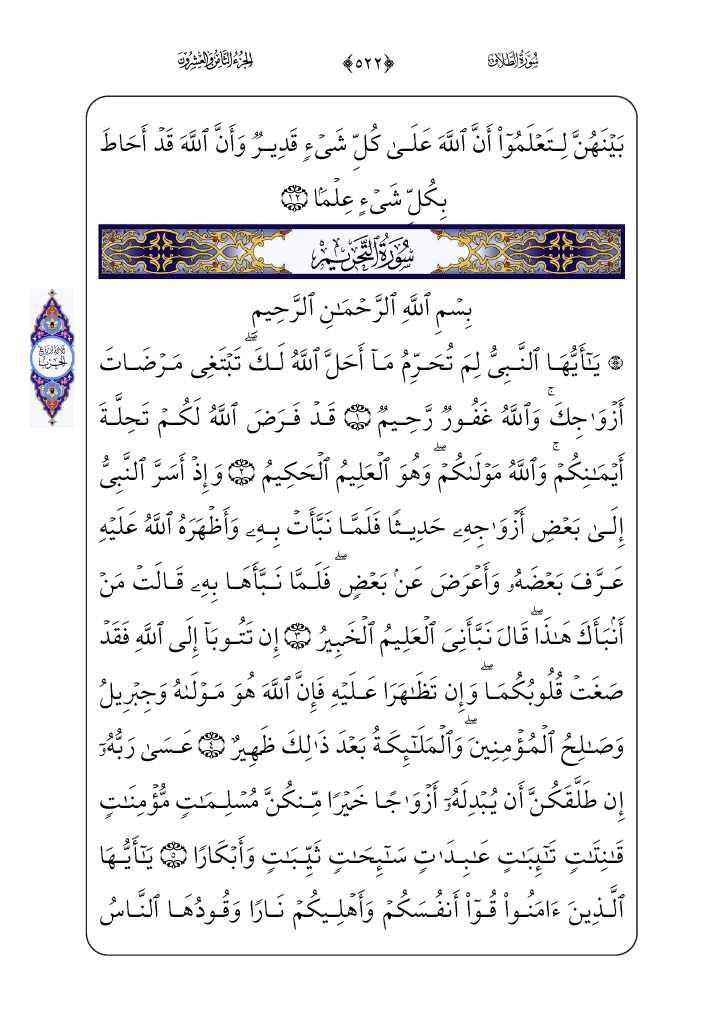 سُورَةُ الطَّلَاقِ
﴿٥٢٢﴾
الجُزْءُ الثَّامِنُ وَالعِشْرُونَ
بَيْنَهُنَّ لِتَعْلَمُوٓا۟ أَنَّ ٱللَّهَ عَلَىٰ كُلِّ شَىْءٍۢ قَدِيرٌۭ وَأَنَّ ٱللَّهَ قَدْ أَحَاطَ
بِكُلِّ شَىْءٍ عِلْمًۢا ١٢
سُورَةُ التَّحْرِيمِ
بِسْمِ ٱللَّهِ ٱلرَّحْمَـٰنِ ٱلرَّحِيمِ
۞ يَـٰٓأَيُّهَا ٱلنَّبِىُّ لِمَ تُحَرِّمُ مَآ أَحَلَّ ٱللَّهُ لَكَ ۖ تَبْتَغِى مَرْضَاتَ
أَزْوَٰجِكَ ۚ وَٱللَّهُ غَفُورٌۭ رَّحِيمٌۭ ١ قَدْ فَرَضَ ٱللَّهُ لَكُمْ تَحِلَّةَ
أَيْمَـٰنِكُمْ ۚ وَٱللَّهُ مَوْلَىٰكُمْ ۖ وَهُوَ ٱلْعَلِيمُ ٱلْحَكِيمُ ٢ وَإِذْ أَسَرَّ ٱلنَّبِىُّ
إِلَىٰ بَعْضِ أَزْوَٰجِهِۦ حَدِيثًۭا فَلَمَّا نَبَّأَتْ بِهِۦ وَأَظْهَرَهُ ٱللَّهُ عَلَيْهِ
عَرَّفَ بَعْضَهُۥ وَأَعْرَضَ عَنۢ بَعْضٍۢ ۖ فَلَمَّا نَبَّأَهَا بِهِۦ قَالَتْ مَنْ
أَنۢبَأَكَ هَـٰذَا ۖ قَالَ نَبَّأَنِىَ ٱلْعَلِيمُ ٱلْخَبِيرُ ٣ إِن تَتُوبَآ إِلَى ٱللَّهِ فَقَدْ
صَغَتْ قُلُوبُكُمَا ۖ وَإِن تَظَـٰهَرَا عَلَيْهِ فَإِنَّ ٱللَّهَ هُوَ مَوْلَىٰهُ وَجِبْرِيلُ
وَصَـٰلِحُ ٱلْمُؤْمِنِينَ ۖ وَٱلْمَلَـٰٓئِكَةُ بَعْدَ ذَٰلِكَ ظَهِيرٌ ٤ عَسَىٰ رَبُّهُۥٓ
إِن طَلَّقَكُنَّ أَن يُبْدِلَهُۥٓ أَزْوَٰجًا خَيْرًۭا مِّنكُنَّ مُسْلِمَـٰتٍۢ مُّؤْمِنَـٰتٍۢ
قَـٰنِتَـٰتٍۢ تَـٰٓئِبَـٰتٍ عَـٰبِدَٰتٍۢ سَـٰٓئِحَـٰتٍۢ ثَيِّبَـٰتٍۢ وَأَبْكَارًۭا ٥ يَـٰٓأَيُّهَا
ٱلَّذِينَ ءَامَنُوا۟ قُوٓا۟ أَنفُسَكُمْ وَأَهْلِيكُمْ نَارًۭا وَقُودُهَا ٱلنَّاسُ
ثلاثة أرباع
الحزب